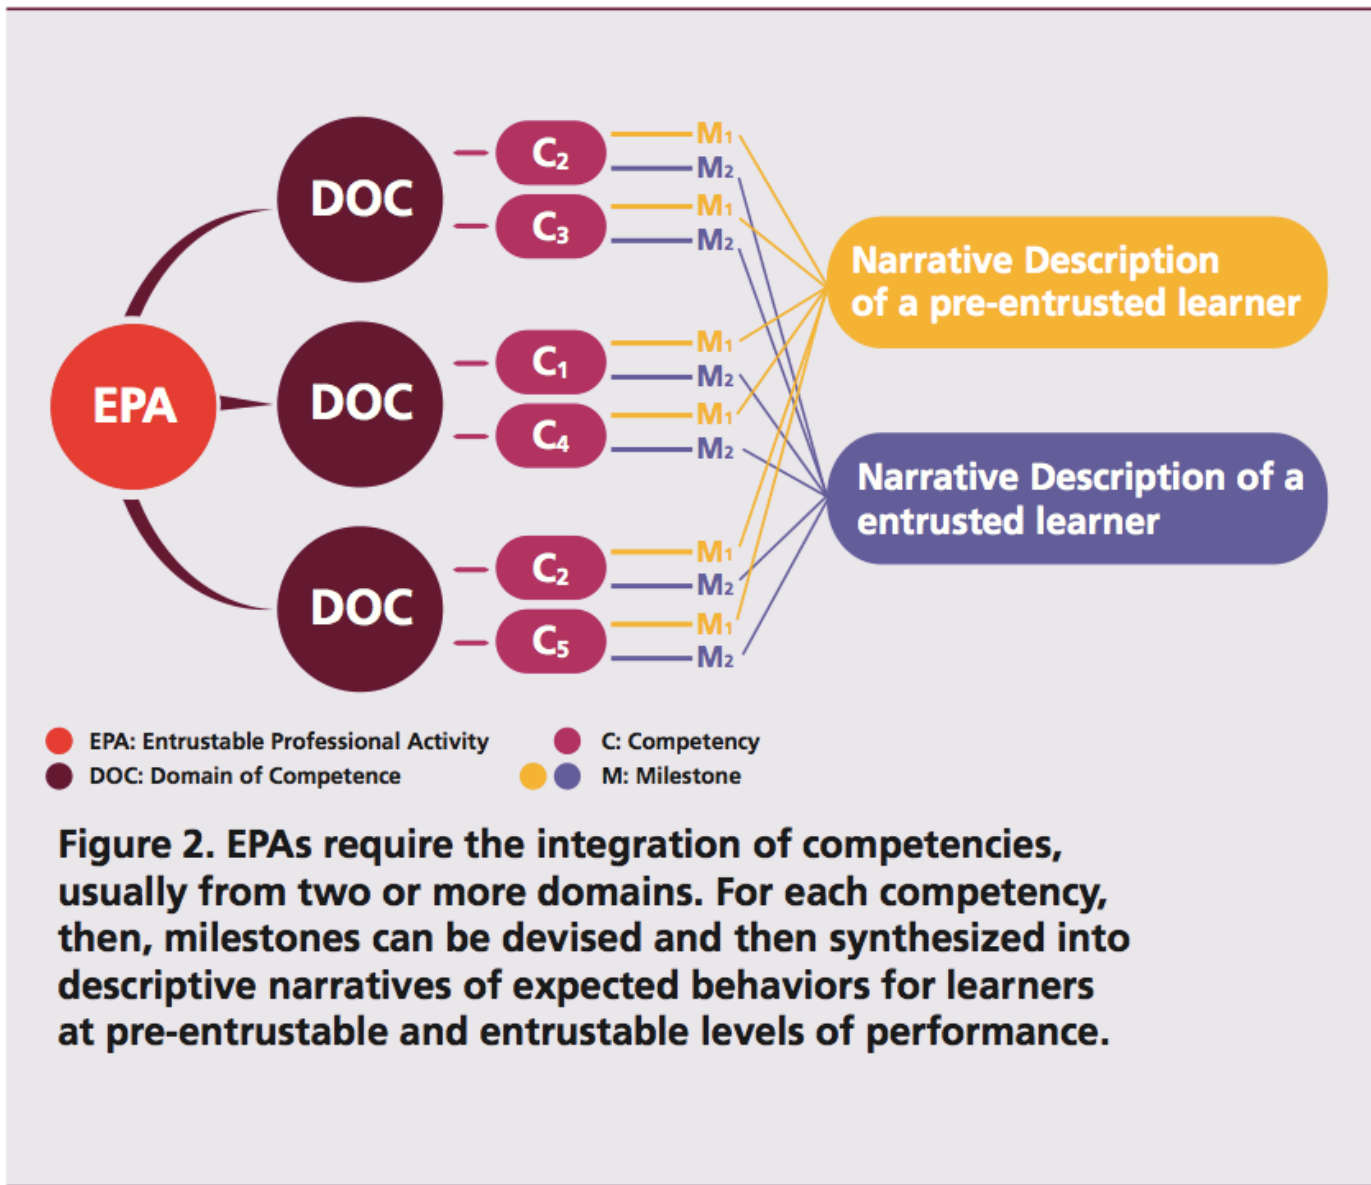 EPA
DOC
C2
M1
M2
C3
M1
M2
DOC
C1
M1
M2
C4
M1
M2
DOC
C2
M1
M2
C5
M1
M2
Narrative Description
of a pre-entrusted learner
Narrative Description of a
entrusted learner
EPA: Entrustable Professional Activity
C: Competency
DOC: Domain of Competence
M: Milestone
Figure 2. EPAs require the integration of competencies,
usually from two or more domains. For each competency,
then, milestones can be devised and then synthesized into
descriptive narratives of expected behaviors for learners
at pre-entrustable and entrustable levels of performance.